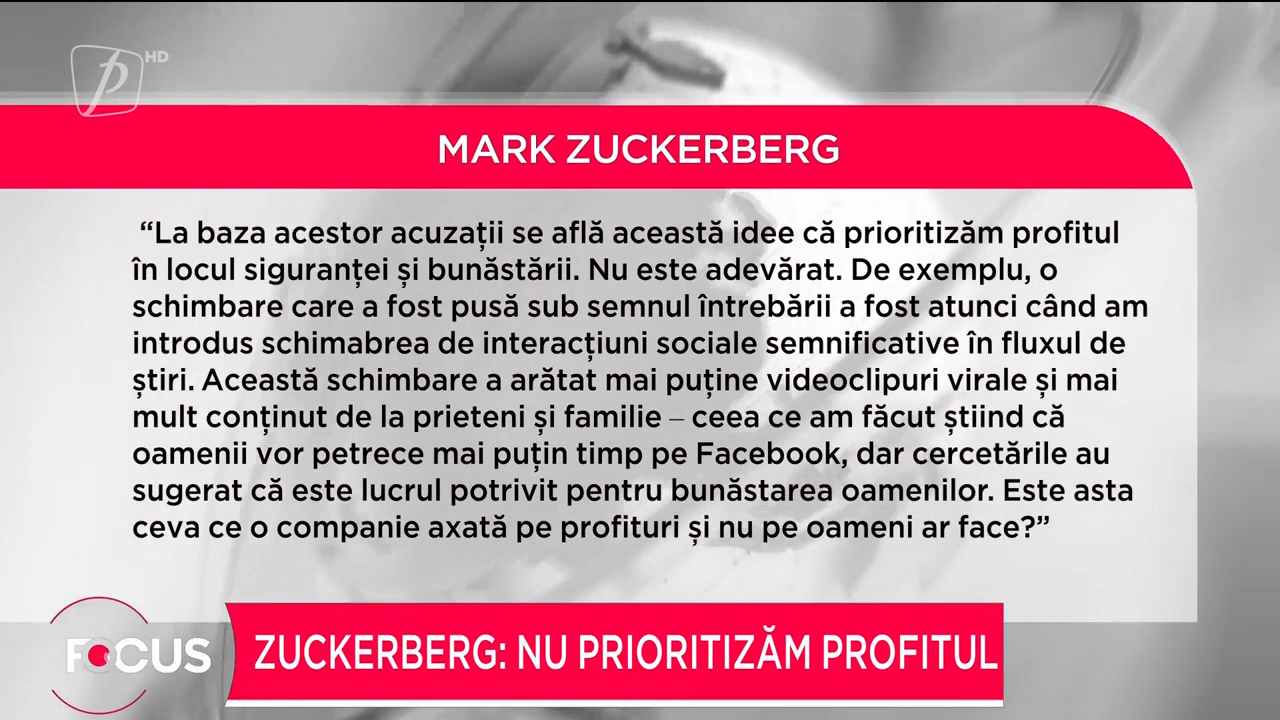 p HD
MARK ZUCKERBERG
“La baza acestor acuzații se află această idee că prioritizăm profitul
în locul siguranței și bunăstării. Nu este adevărat. De exemplu, o
schimbare care a fost pusă sub semnul întrebării a fost atunci când am
introdus schimabrea de interacțiuni sociale semnificative în fluxul de
știri. Această schimbare a arătat mai puține videoclipuri virale și mai
mult conținut de la prieteni și familie – ceea ce am făcut știind că
oamenii vor petrece mai puțin timp pe Facebook, dar cercetările au
sugerat că este lucrul potrivit pentru bunăstarea oamenilor. Este asta
ceva ce o companie axată pe profituri și nu pe oameni ar face?”
FOCUS
ZUCKERBERG: NU PRIORITIZĂM PROFITUL